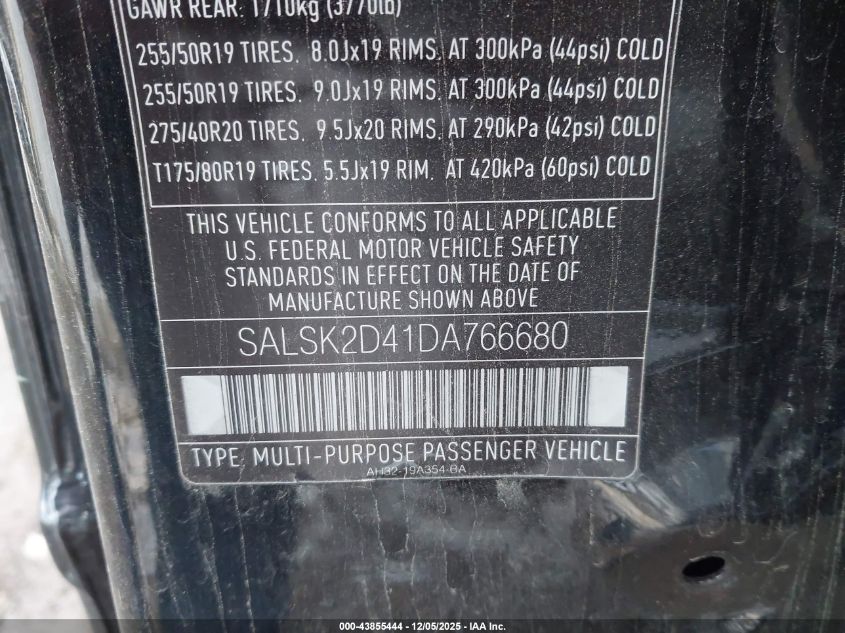 GAWR REAR: 1710kg (3770lb)
255/50R19 TIRES. 8.0Jx19 RIMS. AT 300kPa (44psi) COLD
255/50R19 TIRES. 9.0Jx19 RIMS. AT 300kPa (44psi) COLD
275/40R20 TIRES. 9.5Jx20 RIMS. AT 290kPa (42psi) COLD
T175/80R19 TIRES. 5.5Jx19 RIM. AT 420kPa (60psi) COLD
THIS VEHICLE CONFORMS TO ALL APPLICABLE
U.S. FEDERAL MOTOR VEHICLE SAFETY
STANDARDS IN EFFECT ON THE DATE OF
MANUFACTURE SHOWN ABOVE
SALSK2D41DA766680
TYPE: MULTI-PURPOSE PASSENGER VEHICLE
AH32-19A354-BA
000-43855444 - 12/05/2025 - IAA Inc.